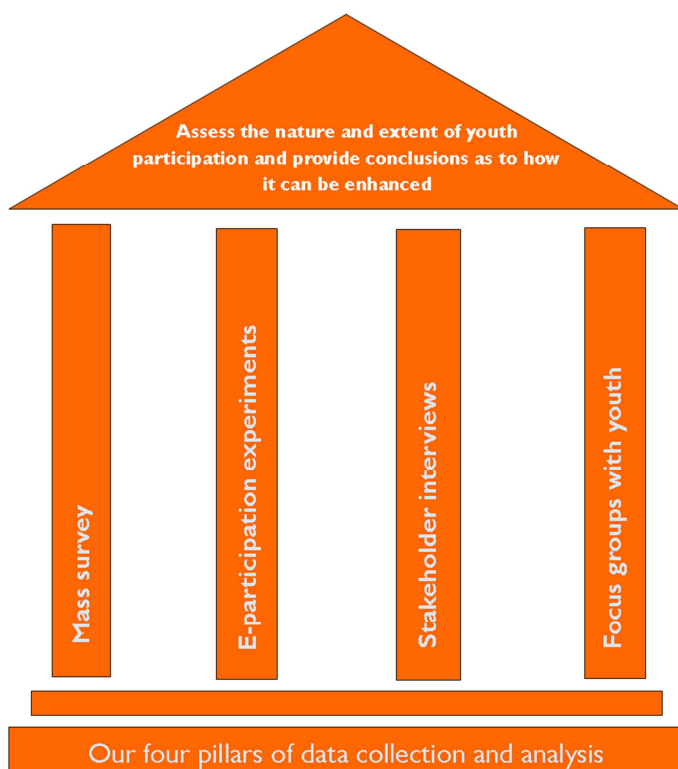 Assess the nature and extent of youth
participation and provide conclusions as to how
it can be enhanced
Mass survey
E-participation experiments
Stakeholder interviews
Focus groups with youth
Our four pillars of data collection and analysis